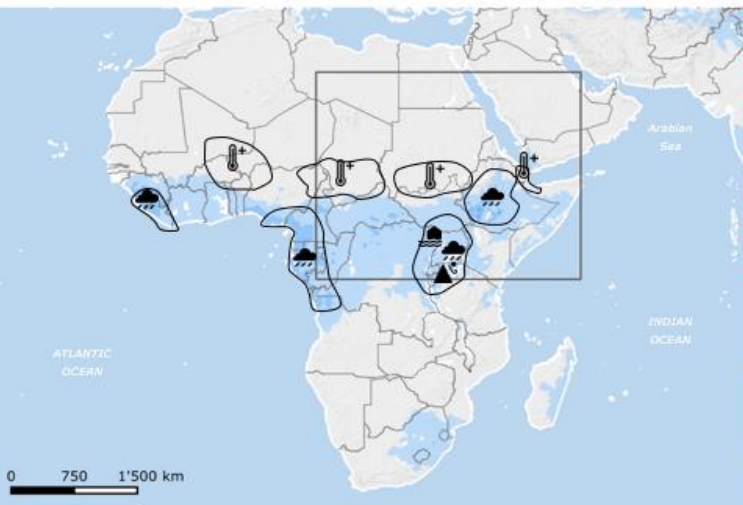 Arabian
Sea
INDIAN
OCEAN
ATLANTIC
OCEAN
0 750 1'500 km